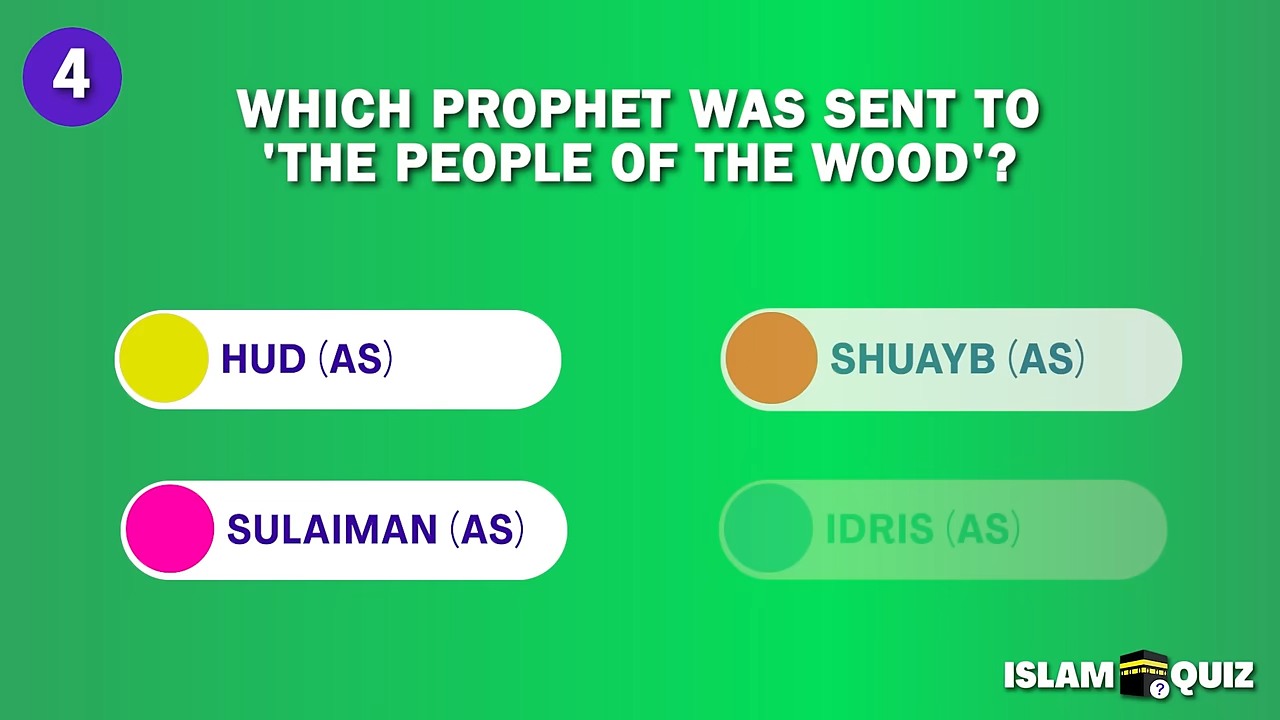 4
WHICH PROPHET WAS SENT TO
'THE PEOPLE OF THE WOOD'?
HUD (AS)
SHUAYB (AS)
SULAIMAN (AS)
IDRIS (AS)
ISLAM ? QUIZ